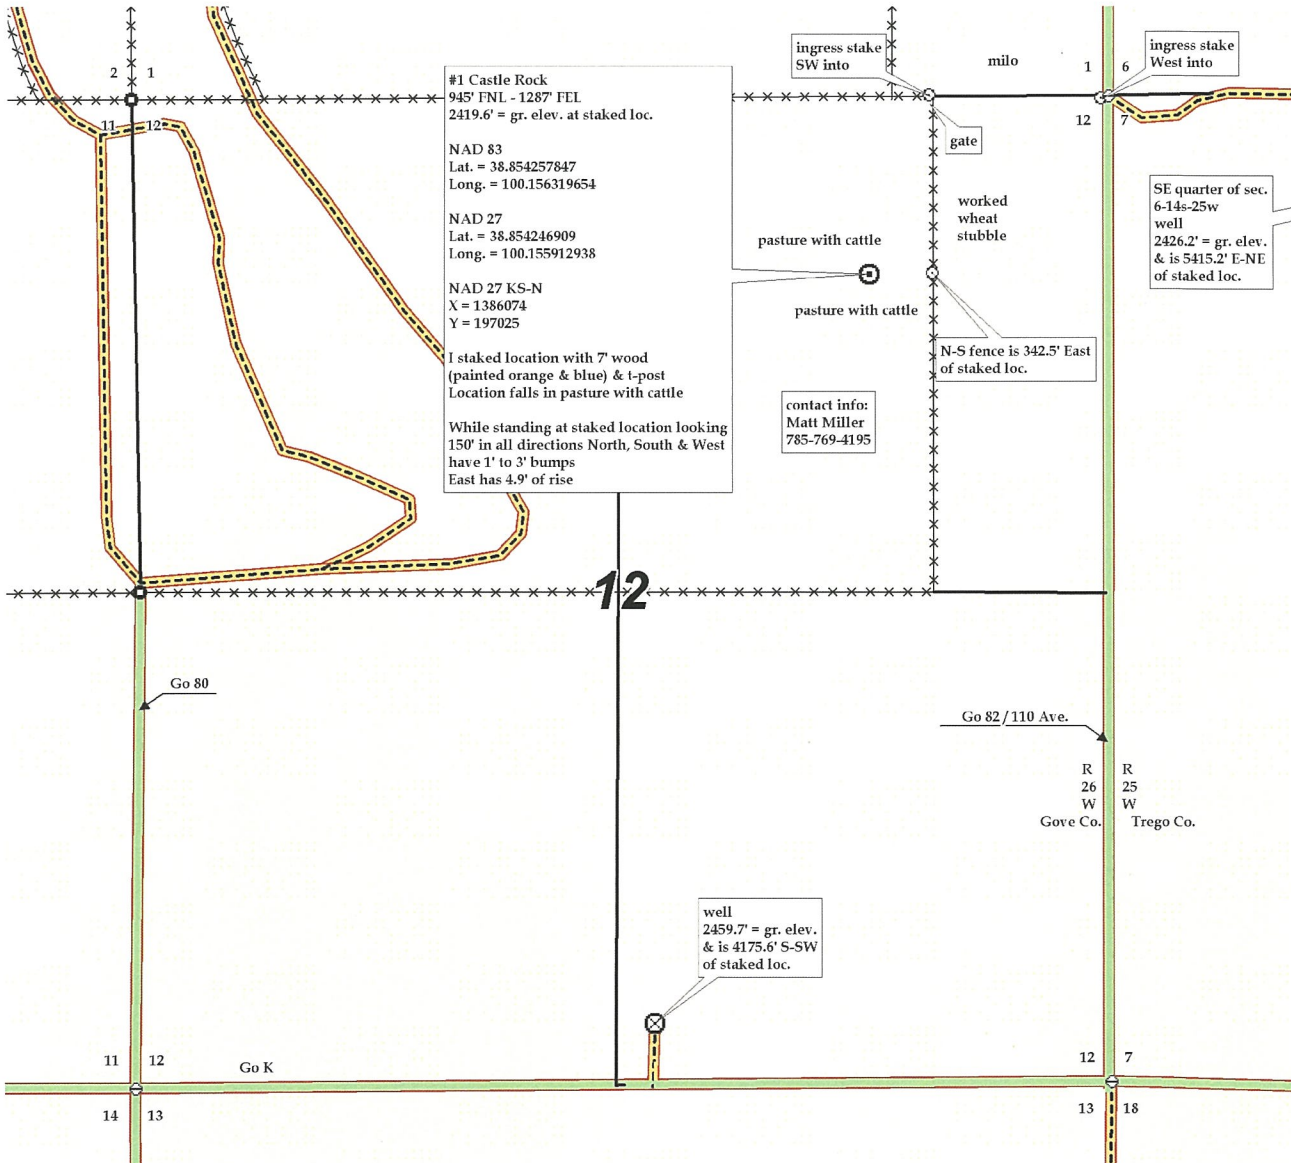 ingress stake
SW into
milo
1 6
ingress stake
West into
2 1
#1 Castle Rock
945' FNL - 1287' FEL
2419.6' = gr. elev. at staked loc.
NAD 83
Lat. = 38.854257847
Long. = 100.156319654
NAD 27
Lat. = 38.854246909
Long. = 100.155912938
NAD 27 KS-N
X = 1386074
Y = 197025
I staked location with 7' wood
(painted orange & blue) & t-post
Location falls in pasture with cattle
While standing at staked location looking
150' in all directions North, South & West
have 1' to 3' bumps
East has 4.9' of rise
11 12
12 7
gate
SE quarter of sec.
6-14s-25w
well
2426.2' = gr. elev.
& is 5415.2' E-NE
of staked loc.
worked
wheat
stubble
pasture with cattle
pasture with cattle
N-S fence is 342.5' East
of staked loc.
contact info:
Matt Miller
785-769-4195
12
Go 80
Go 82 / 110 Ave.
R R
26 25
W W
Gove Co. Trego Co.
well
2459.7' = gr. elev.
& is 4175.6' S-SW
of staked loc.
11 12
Go K
12 7
14 13
13 18